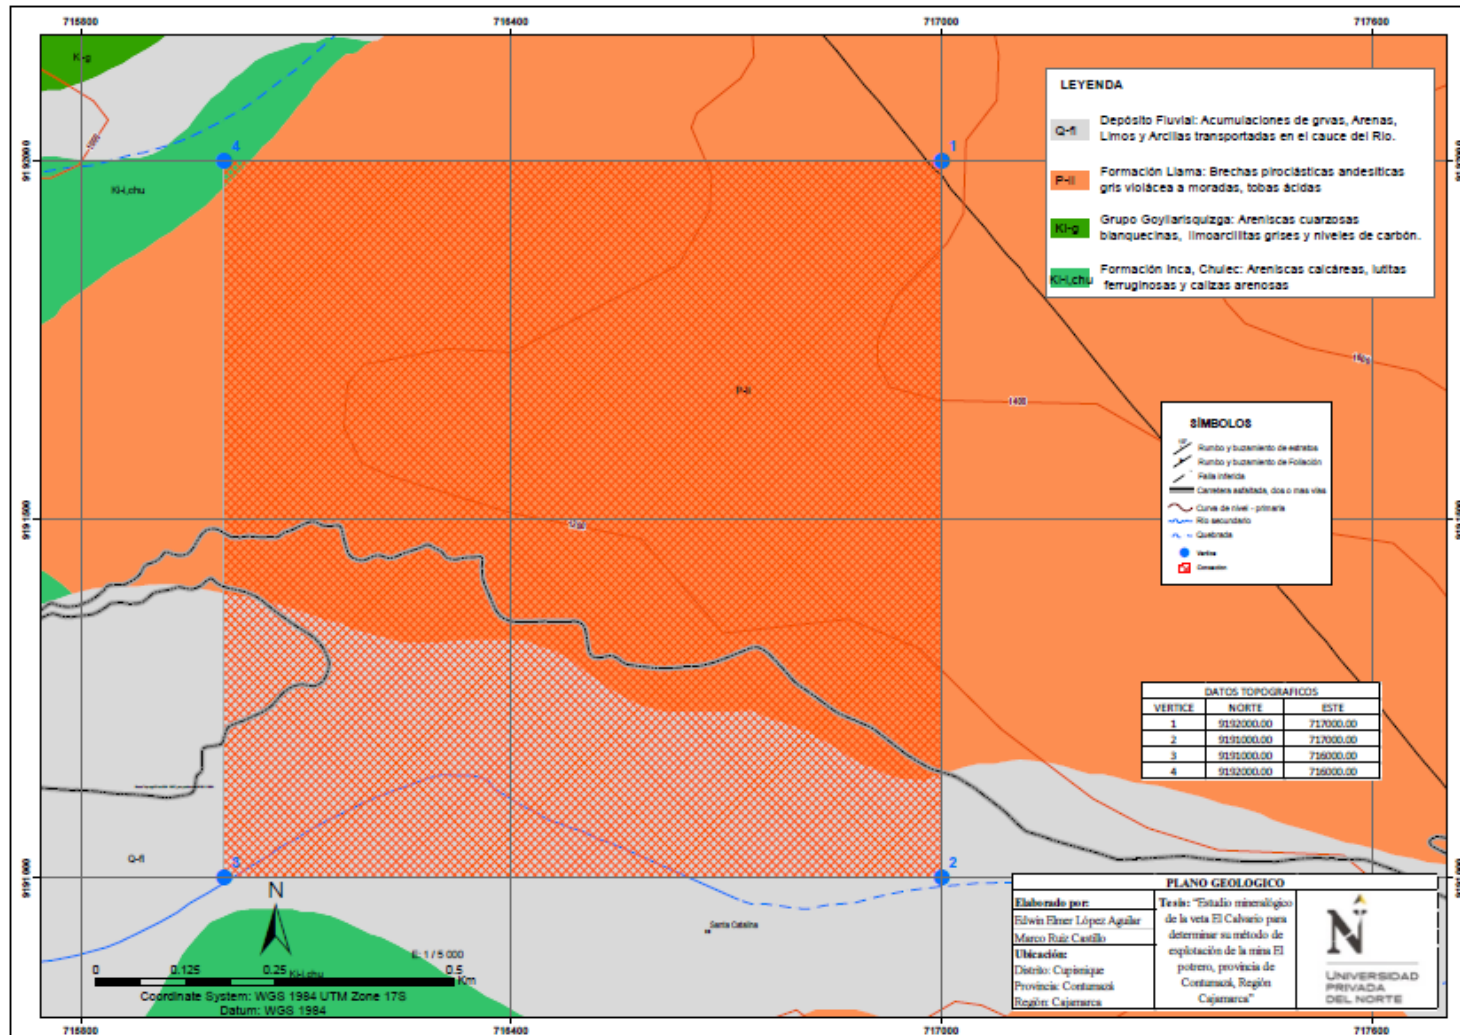 715800
716400
717000
717600
Ki-g
LEYENDA
Q-fl
Depósito Fluvial: Acumulaciones de grvas, Arenas,
Limos y Arcillas transportadas en el cauce del Río.
P-ll
Formación Llama: Brechas piroclásticas andesíticas
gris violácea a moradas, tobas ácidas
Ki-g
Grupo Goyllarisquizga: Areniscas cuarzosas
blanquecinas, limoarcillitas grises y niveles de carbón.
Ki-i,chu
Formación Inca, Chulec: Areniscas calcáreas, lutitas
ferruginosas y calizas arenosas
1000
4
1
9192000
9192000
Ki-i,chu
1600
P-ll
1400
SÍMBOLOS
Rumbo y buzamiento de estratos
Rumbo y buzamiento de Foliación
Falla inferida
Carretera asfaltada, dos o mas vías
Curva de nivel - primaria
Río secundario
Quebrada
Vertice
Concesion
9191500
9191500
1200
DATOS TOPOGRAFICOS
VERTICE NORTE ESTE
1 9192000.00 717000.00
2 9191000.00 717000.00
3 9191000.00 716000.00
4 9192000.00 716000.00
Q-fl
3
2
9191000
9191000
N
Santa Catalina
E: 1 / 5 000
0 0.125 0.25 0.5
Km
Ki-i,chu
Coordinate System: WGS 1984 UTM Zone 17S
Datum: WGS 1984
PLANO GEOLOGICO
Elaborado por:
Edwin Elmer López Aguilar
Marco Ruiz Castillo
Ubicación:
Distrito: Cupisnique
Provincia: Contumazá
Región: Cajamarca
Tesis: "Estudio mineralógico
de la veta El Calvario para
determinar su método de
explotación de la mina El
potrero, provincia de
Contumazá, Región
Cajamarca"
N
UNIVERSIDAD
PRIVADA
DEL NORTE
715800
716400
717000
717600